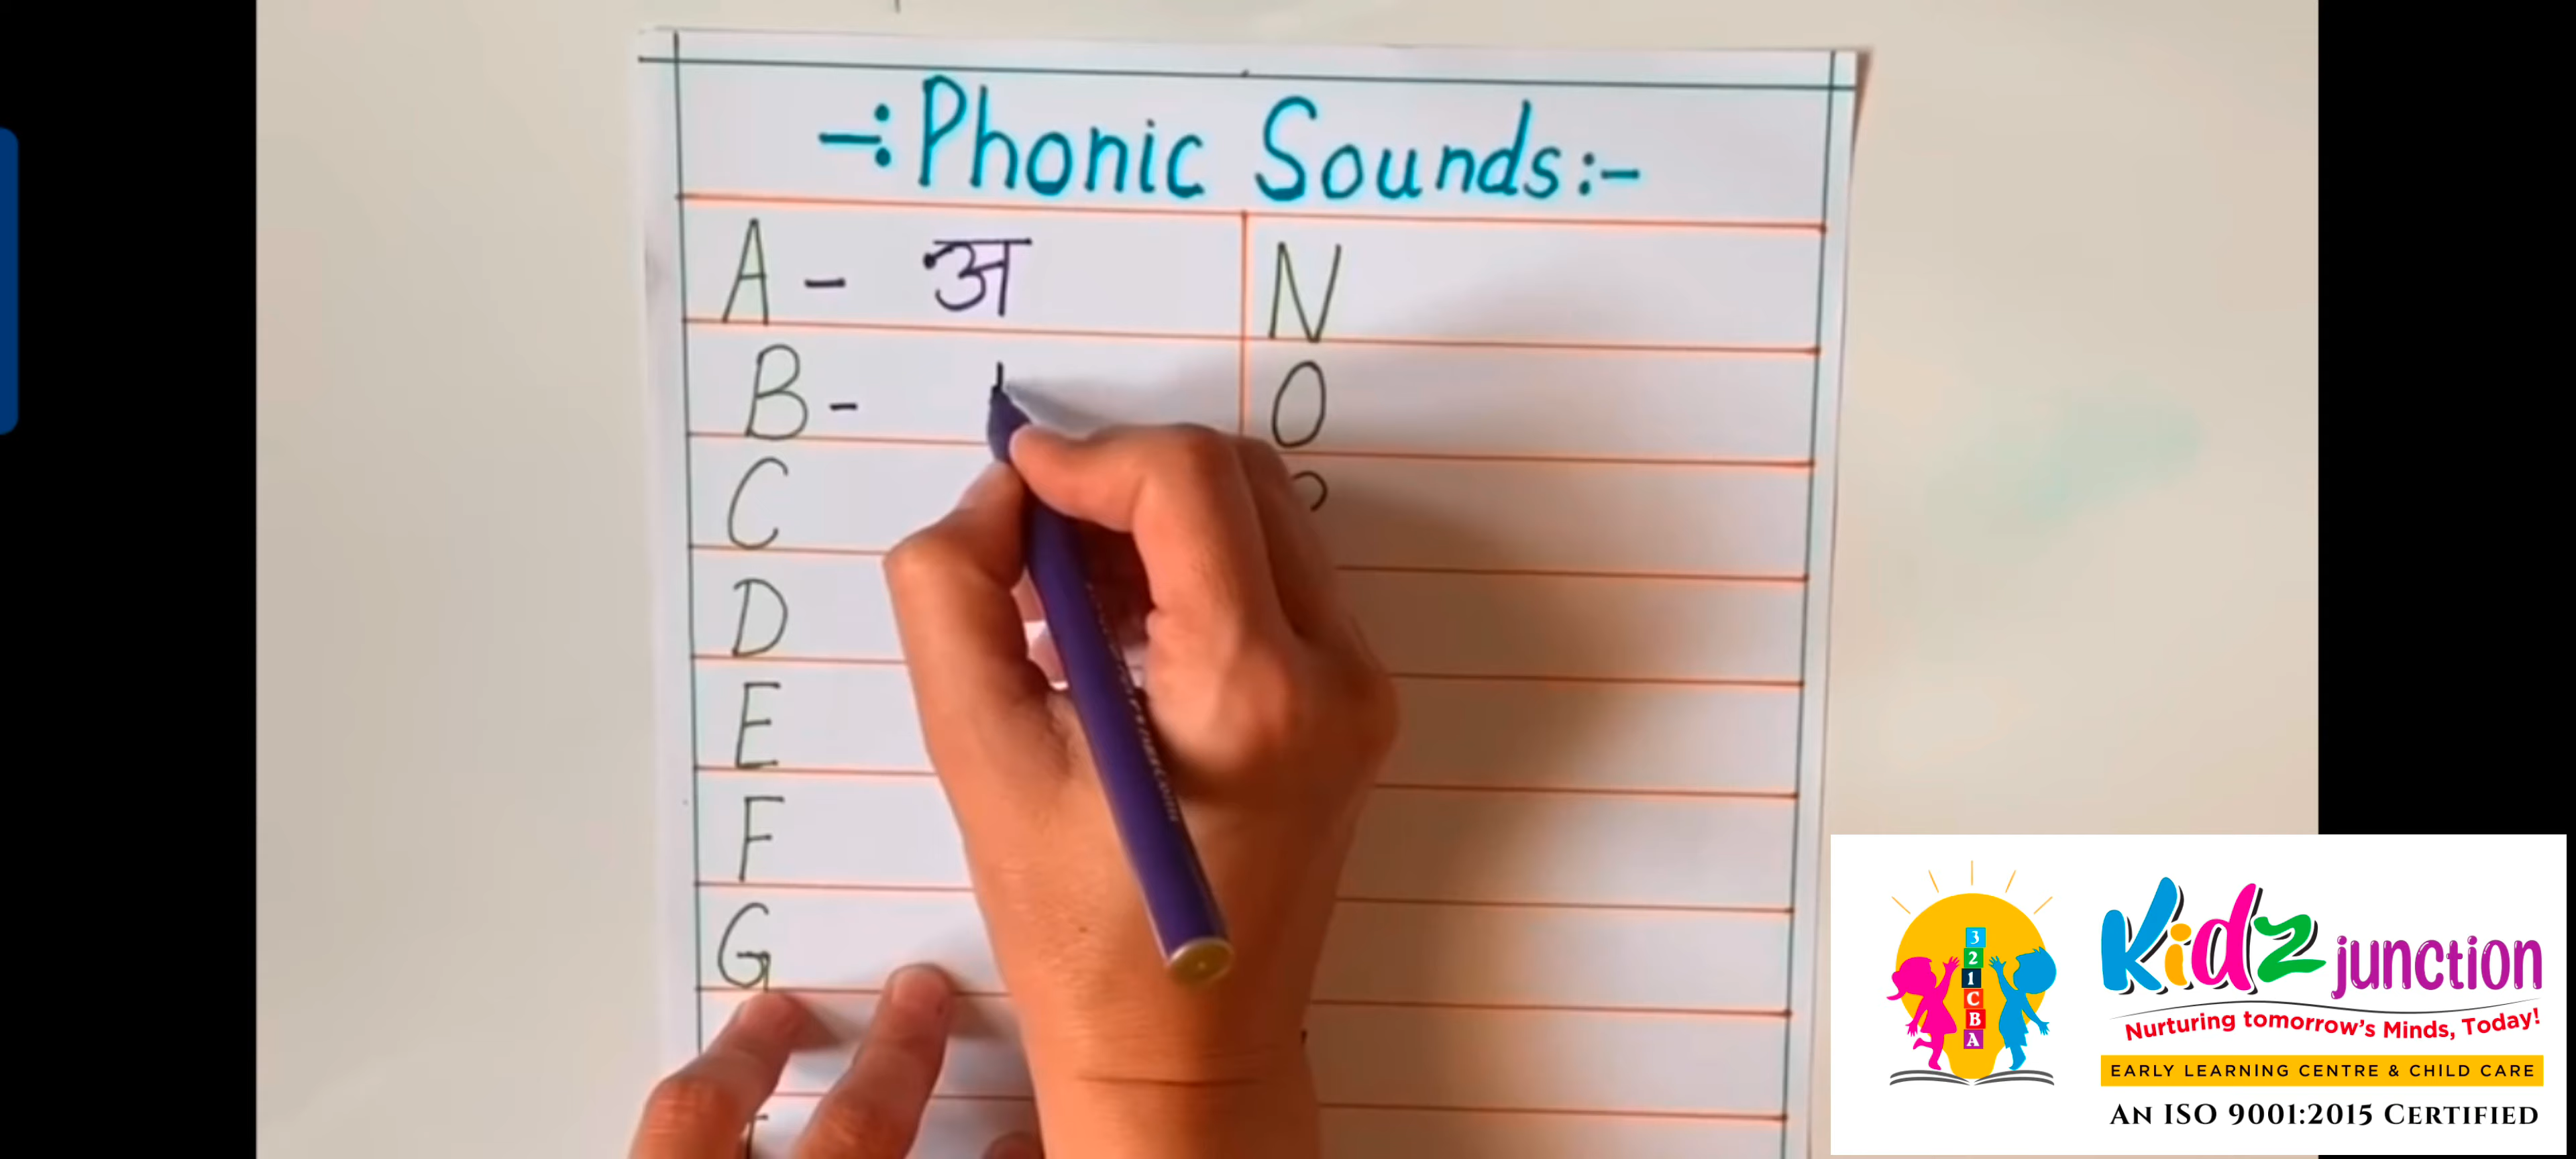 -:Phonic Sounds:-
A - अ
N
B -
O
C
D
E
F
G
3
2
1
C
B
A
Kidz junction
Nurturing tomorrow's Minds, Today!
EARLY LEARNING CENTRE & CHILD CARE
AN ISO 9001:2015 CERTIFIED